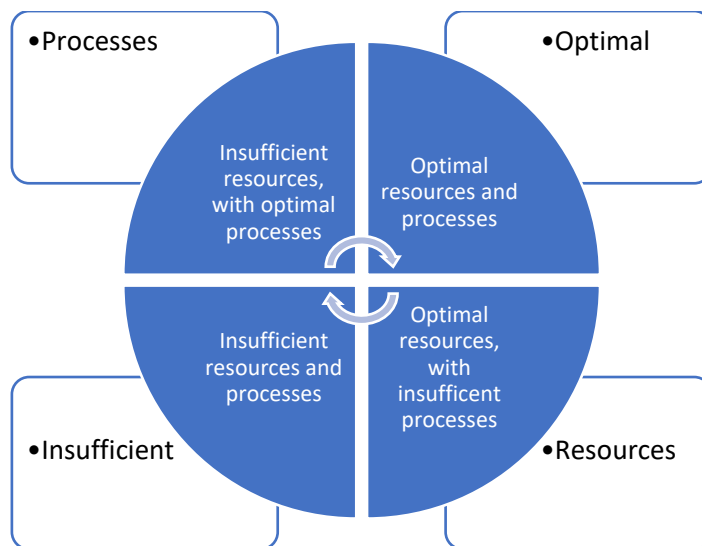 •Processes
•Optimal
Insufficient
resources,
with optimal
processes
Optimal
resources and
processes
Insufficient
resources and
processes
Optimal
resources,
with
insufficent
processes
•Insufficient
•Resources